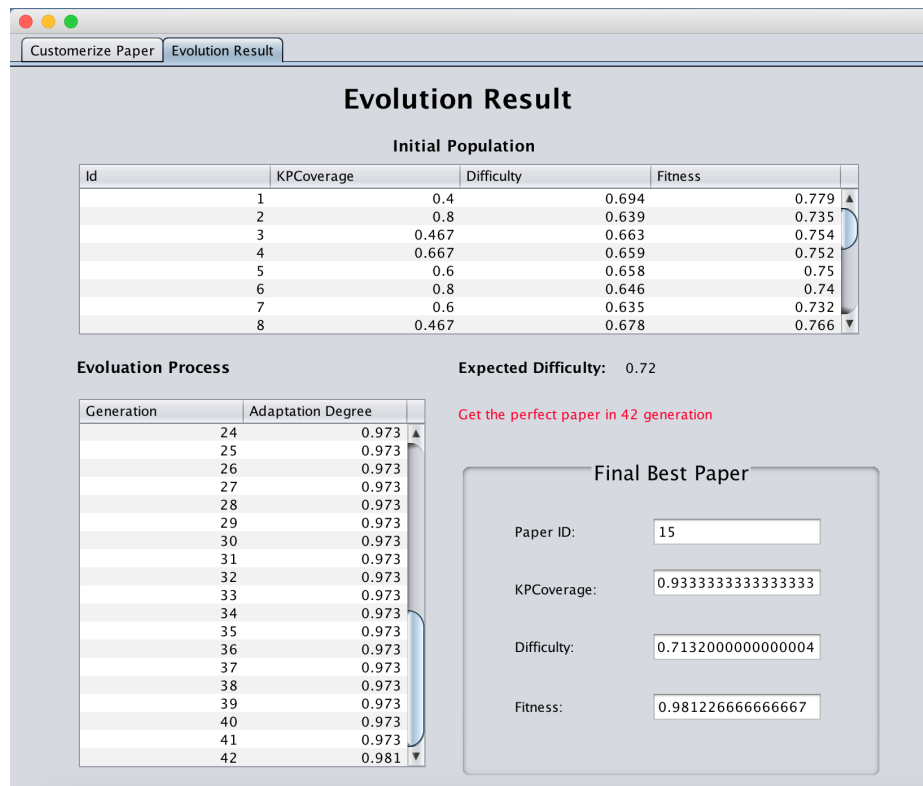 Customerize Paper Evolution Result
Evolution Result
Initial Population
Id KPCoverage Difficulty Fitness
1 0.4 0.694 0.779
2 0.8 0.639 0.735
3 0.467 0.663 0.754
4 0.667 0.659 0.752
5 0.6 0.658 0.75
6 0.8 0.646 0.74
7 0.6 0.635 0.732
8 0.467 0.678 0.766
Evoluation Process
Generation Adaptation Degree
24 0.973
25 0.973
26 0.973
27 0.973
28 0.973
29 0.973
30 0.973
31 0.973
32 0.973
33 0.973
34 0.973
35 0.973
36 0.973
37 0.973
38 0.973
39 0.973
40 0.973
41 0.973
42 0.981
Expected Difficulty: 0.72
Get the perfect paper in 42 generation
Final Best Paper
Paper ID: 15
KPCoverage: 0.9333333333333333
Difficulty: 0.7132000000000004
Fitness: 0.981226666666667